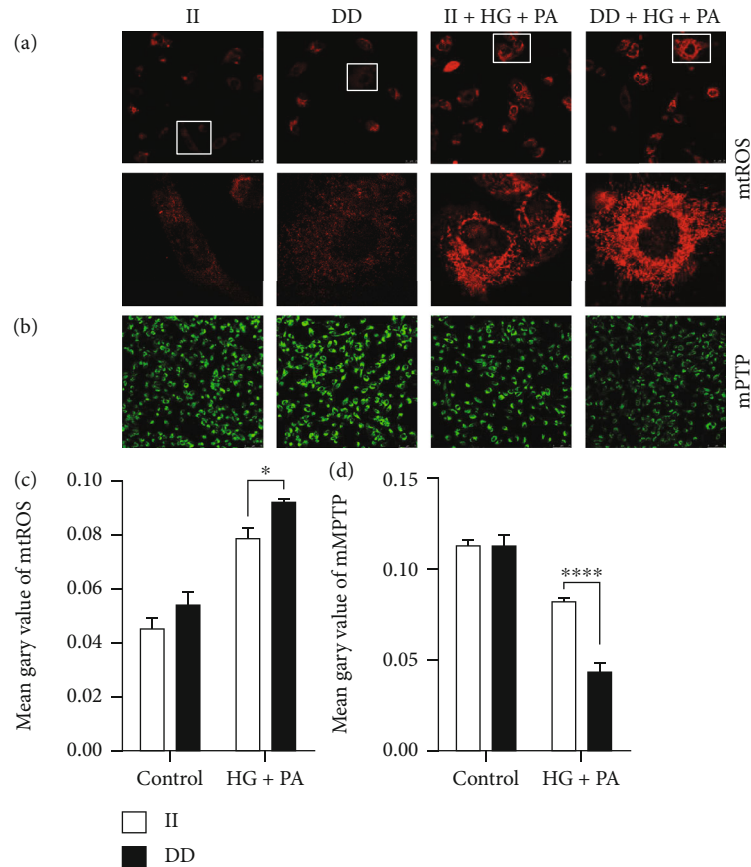 (a)
II
DD
II + HG + PA
DD + HG + PA
mtROS
(b)
mPTP
(c)
Mean gary value of mtROS
0.10
0.08
0.06
0.04
0.02
0.00
*
Control
HG + PA
(d)
Mean gary value of mMPTP
0.15
0.10
0.05
0.00
****
Control
HG + PA
II
DD